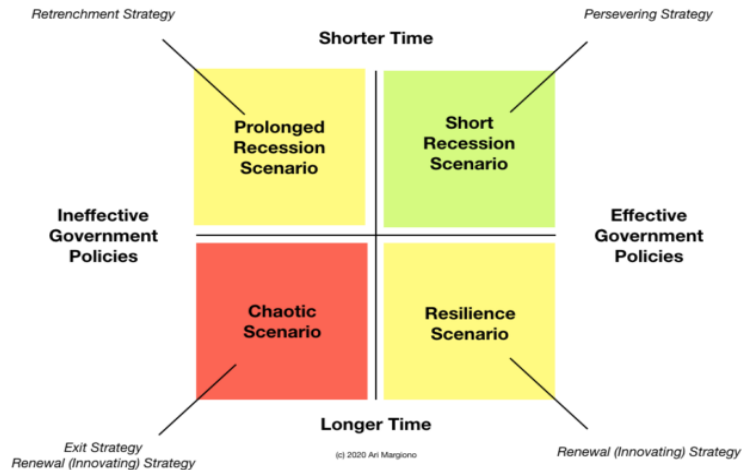 Retrenchment Strategy
Persevering Strategy
Shorter Time
Prolonged
Recession
Scenario
Short
Recession
Scenario
Ineffective
Government
Policies
Effective
Government
Policies
Chaotic
Scenario
Resilience
Scenario
Longer Time
Exit Strategy
Renewal (Innovating) Strategy
(c) 2020 Ari Margiono
Renewal (Innovating) Strategy